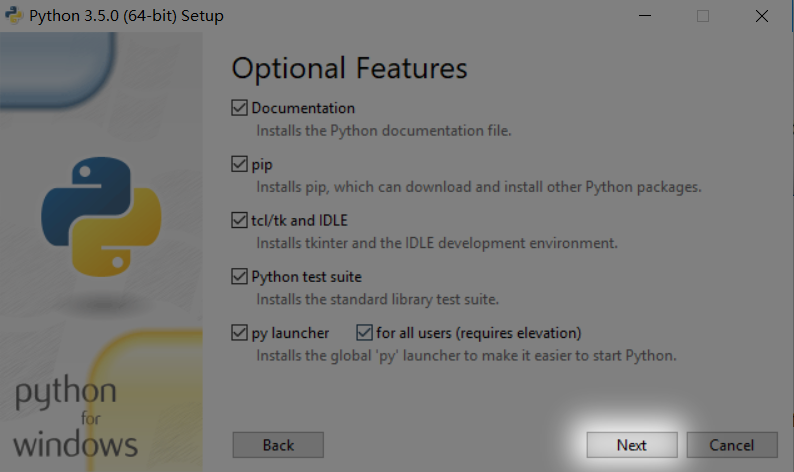 Python 3.5.0 (64-bit) Setup
Optional Features
Documentation
Installs the Python documentation file.
pip
Installs pip, which can download and install other Python packages.
tcl/tk and IDLE
Installs tkinter and the IDLE development environment.
Python test suite
Installs the standard library test suite.
py launcher for all users (requires elevation)
Installs the global 'py' launcher to make it easier to start Python.
python
for
windows
Back Next Cancel